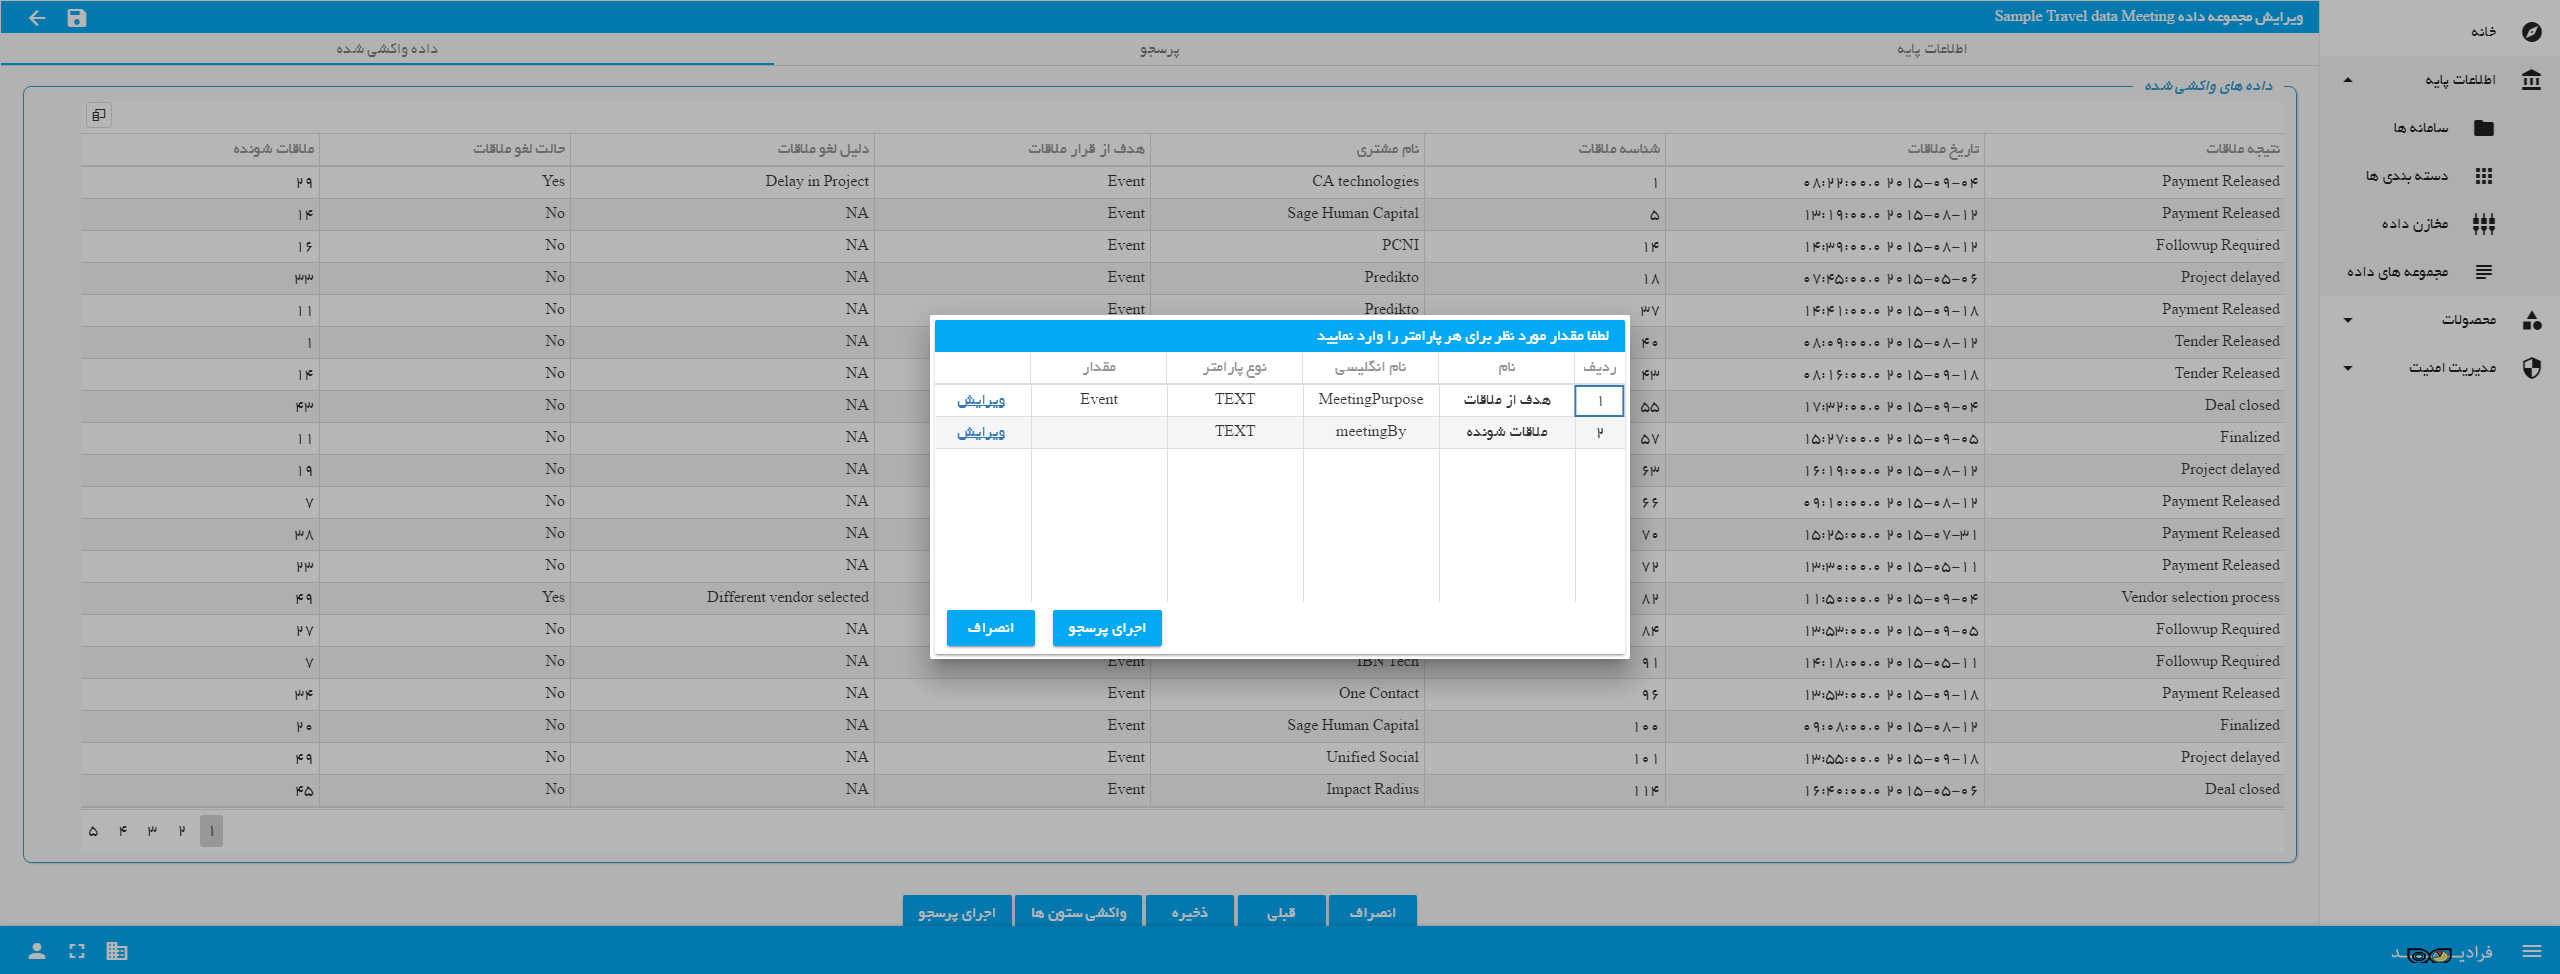 ویرایش مجموعه داده Sample Travel data Meeting
اطلاعات پایه
پرسجو
داده واکشی شده
خانه
اطلاعات پایه
سامانه ها
دسته بندی ها
مخازن داده
مجموعه های داده
محصولات
مدیریت امنیت
داده های واکشی شده
نتیجه ملاقات تاریخ ملاقات شناسه ملاقات نام مشتری هدف از قرار ملاقات دلیل لغو ملاقات حالت لغو ملاقات ملاقات شونده
Payment Released ۲۰۱۵-۰۹-۰۴ ۰۸:۲۲:۰۰.۰ ۱ CA technologies Event Delay in Project Yes ۲۹
Payment Released ۲۰۱۵-۰۸-۱۲ ۱۳:۱۹:۰۰.۰ ۵ Sage Human Capital Event NA No ۱۴
Followup Required ۲۰۱۵-۰۸-۱۲ ۱۴:۳۹:۰۰.۰ ۱۴ PCNI Event NA No ۱۶
Project delayed ۲۰۱۵-۰۵-۰۶ ۰۷:۴۵:۰۰.۰ ۱۸ Predikto Event NA No ۳۳
Payment Released ۲۰۱۵-۰۹-۱۸ ۱۴:۴۱:۰۰.۰ ۳۷ Predikto Event NA No ۱۱
Tender Released ۲۰۱۵-۰۸-۱۲ ۰۸:۰۹:۰۰.۰ ۴۰ NA No ۱
Tender Released ۲۰۱۵-۰۹-۱۸ ۰۸:۱۶:۰۰.۰ ۴۳ NA No ۱۴
Deal closed ۲۰۱۵-۰۹-۰۴ ۱۷:۳۲:۰۰.۰ ۵۵ NA No ۴۳
Finalized ۲۰۱۵-۰۹-۰۵ ۱۵:۲۷:۰۰.۰ ۵۷ NA No ۱۱
Project delayed ۲۰۱۵-۰۸-۱۲ ۱۶:۱۹:۰۰.۰ ۶۳ NA No ۱۹
Payment Released ۲۰۱۵-۰۸-۱۲ ۰۹:۱۰:۰۰.۰ ۶۶ NA No ۷
Payment Released ۲۰۱۵-۰۷-۳۱ ۱۵:۲۵:۰۰.۰ ۷۰ NA No ۳۸
Payment Released ۲۰۱۵-۰۵-۱۱ ۱۳:۳۰:۰۰.۰ ۷۲ NA No ۲۳
Vendor selection process ۲۰۱۵-۰۹-۰۴ ۱۱:۵۰:۰۰.۰ ۸۲ Different vendor selected Yes ۴۹
Followup Required ۲۰۱۵-۰۹-۰۵ ۱۳:۵۳:۰۰.۰ ۸۴ NA No ۲۷
Followup Required ۲۰۱۵-۰۵-۱۱ ۱۴:۱۸:۰۰.۰ ۹۱ IBN Tech Event NA No ۷
Payment Released ۲۰۱۵-۰۹-۱۸ ۱۳:۵۳:۰۰.۰ ۹۶ One Contact Event NA No ۳۴
Finalized ۲۰۱۵-۰۸-۱۲ ۰۹:۰۸:۰۰.۰ ۱۰۰ Sage Human Capital Event NA No ۲۰
Project delayed ۲۰۱۵-۰۹-۱۸ ۱۳:۵۵:۰۰.۰ ۱۰۱ Unified Social Event NA No ۴۹
Deal closed ۲۰۱۵-۰۵-۰۶ ۱۶:۴۰:۰۰.۰ ۱۱۴ Impact Radius Event NA No ۴۵
۱ ۲ ۳ ۴ ۵
لطفا مقدار مورد نظر برای هر پارامتر را وارد نمایید
ردیف نام نام انگلیسی نوع پارامتر مقدار
۱ هدف از ملاقات MeetingPurpose TEXT Event ویرایش
۲ ملاقات شونده meetingBy TEXT ویرایش
اجرای پرسجو انصراف
انصراف قبلی ذخیره واکشی ستون ها اجرای پرسجو